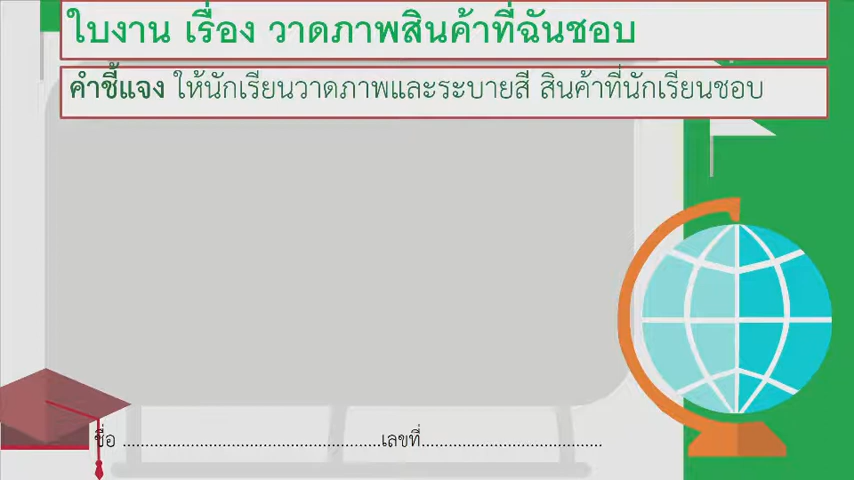 ใบงาน เรื่อง วาดภาพสินค้าที่ฉันชอบ
คำชี้แจง ให้นักเรียนวาดภาพและระบายสี สินค้าที่นักเรียนชอบ
ชื่อ ......................................................เลขที่......................................